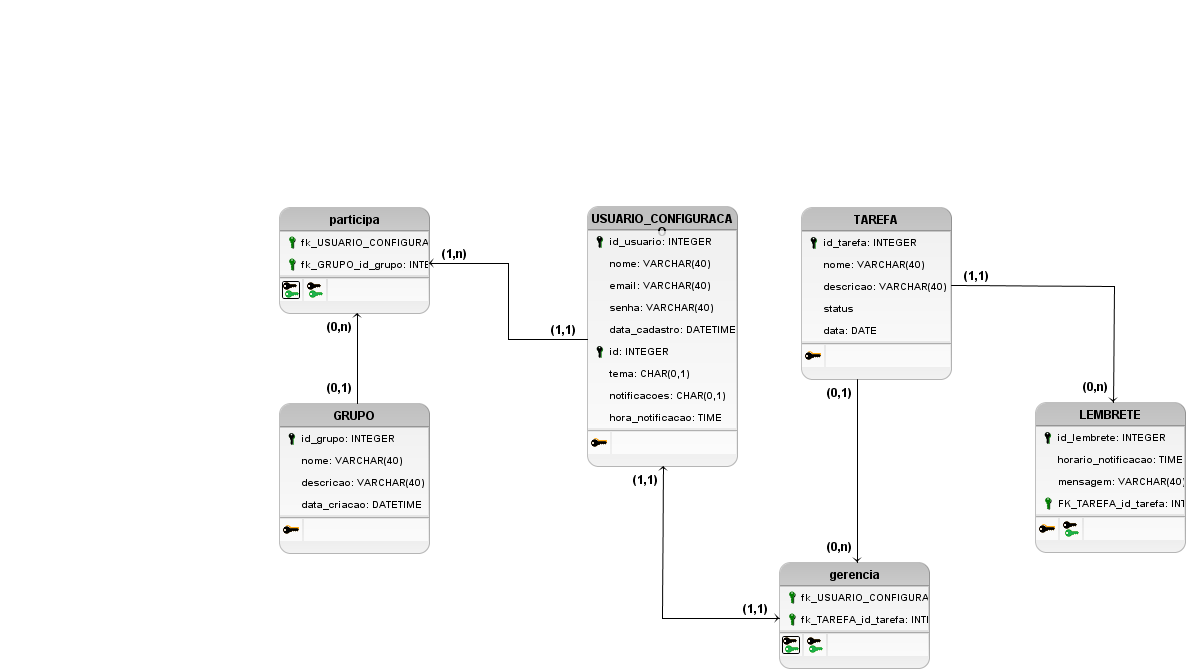 participa
fk_USUARIO_CONFIGURA
fk_GRUPO_id_grupo: INTE
(1,n)
(0,n)
(0,1)
GRUPO
id_grupo: INTEGER
nome: VARCHAR(40)
descricao: VARCHAR(40)
data_criacao: DATETIME
USUARIO_CONFIGURACA
id_usuario: INTEGER
nome: VARCHAR(40)
email: VARCHAR(40)
senha: VARCHAR(40)
data_cadastro: DATETIME
id: INTEGER
tema: CHAR(0,1)
notificacoes: CHAR(0,1)
hora_notificacao: TIME
(1,1)
(1,1)
(1,1)
TAREFA
id_tarefa: INTEGER
nome: VARCHAR(40)
descricao: VARCHAR(40)
status
data: DATE
(1,1)
(0,n)
(0,1)
(0,n)
LEMBRETE
id_lembrete: INTEGER
horario_notificacao: TIME
mensagem: VARCHAR(40)
FK_TAREFA_id_tarefa: INT
gerencia
fk_USUARIO_CONFIGURA
fk_TAREFA_id_tarefa: INTI